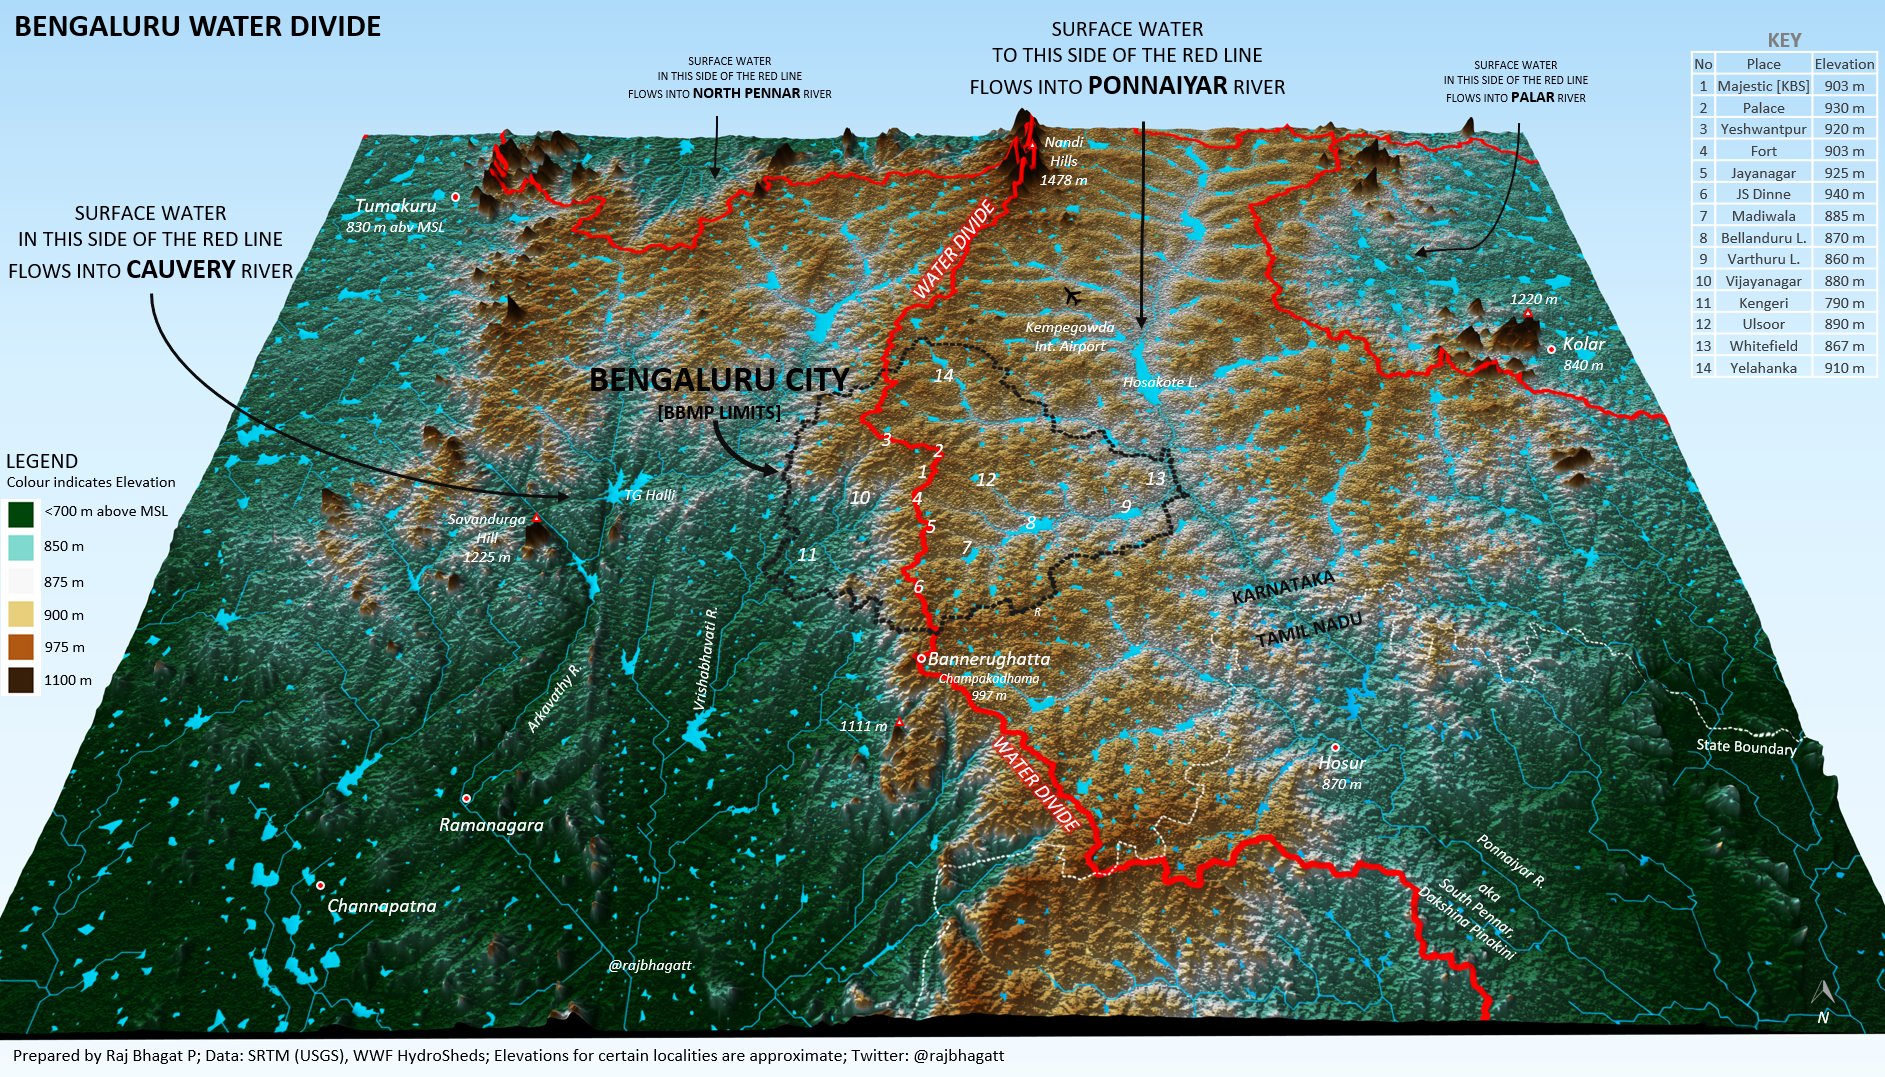 BENGALURU WATER DIVIDE
SURFACE WATER
IN THIS SIDE OF THE RED LINE
FLOWS INTO NORTH PENNAR RIVER
SURFACE WATER
TO THIS SIDE OF THE RED LINE
FLOWS INTO PONNAIYAR RIVER
SURFACE WATER
IN THIS SIDE OF THE RED LINE
FLOWS INTO PALAR RIVER
KEY
No Place Elevation
1 Majestic [KBS] 903 m
2 Palace 930 m
3 Yeshwantpur 920 m
4 Fort 903 m
5 Jayanagar 925 m
6 JS Dinne 940 m
7 Madiwala 885 m
8 Bellanduru L. 870 m
9 Varthuru L. 860 m
10 Vijayanagar 880 m
11 Kengeri 790 m
12 Ulsoor 890 m
13 Whitefield 867 m
14 Yelahanka 910 m
SURFACE WATER
IN THIS SIDE OF THE RED LINE
FLOWS INTO CAUVERY RIVER
Tumakuru
830 m abv MSL
Nandi
Hills
1478 m
WATER DIVIDE
Kempegowda
Int. Airport
Hosakote L.
1220 m
Kolar
840 m
BENGALURU CITY
[BBMP LIMITS]
14
3
2
1
12
13
10
4
9
5
8
7
11
6
R
TG Halli
Savandurga
Hill
1225 m
LEGEND
Colour indicates Elevation
<700 m above MSL
850 m
875 m
900 m
975 m
1100 m
KARNATAKA
TAMIL NADU
Arkavathy R.
Vrishabhavati R.
Bannerughatta
Champakadhama
997 m
1111 m
WATER DIVIDE
Hosur
870 m
State Boundary
Ramanagara
Channapatna
Ponnaiyar R.
aka
South Pennar,
Dakshina Pinakini
@rajbhagatt
N
Prepared by Raj Bhagat P; Data: SRTM (USGS), WWF HydroSheds; Elevations for certain localities are approximate; Twitter: @rajbhagatt